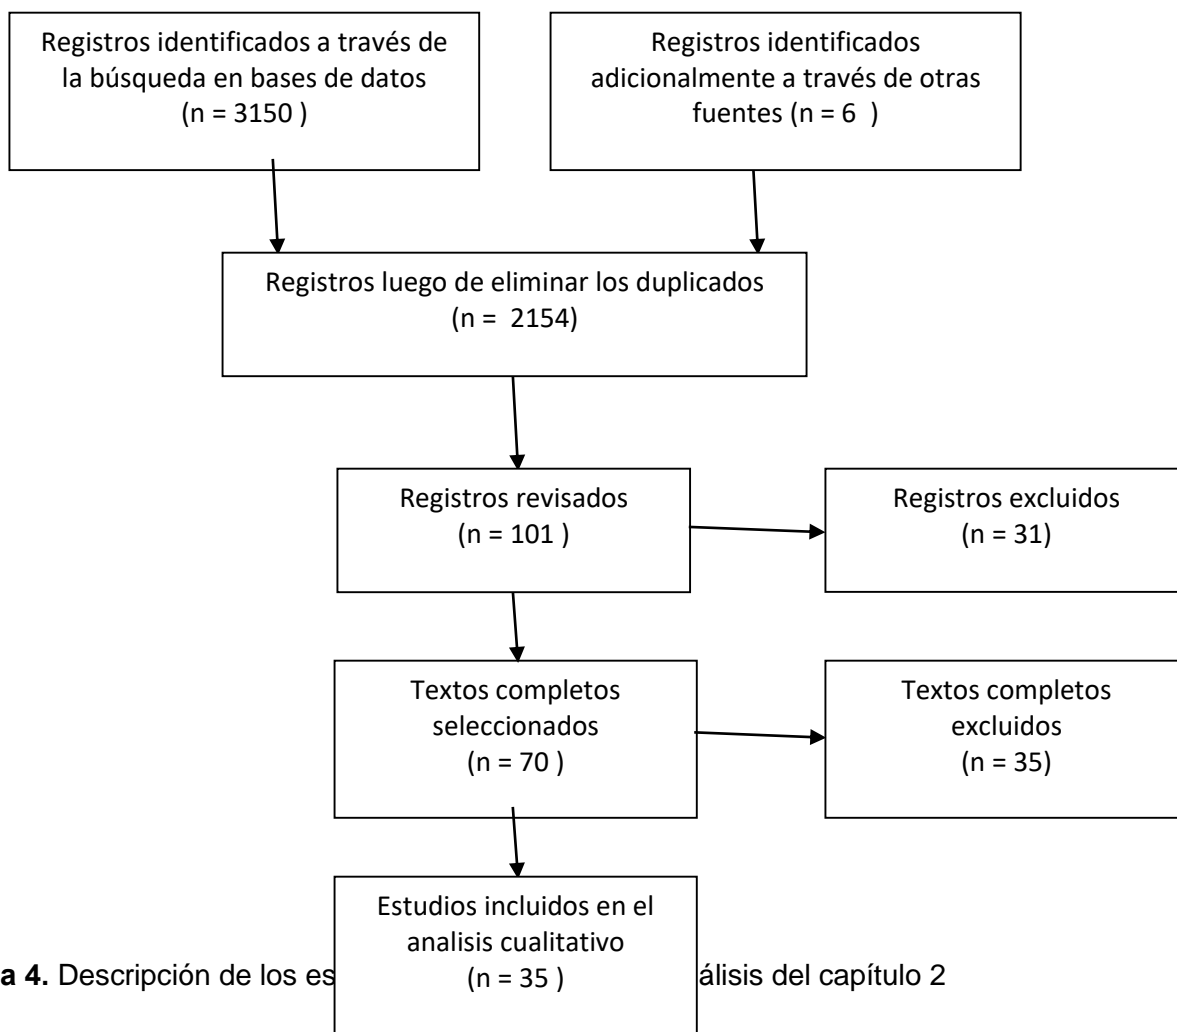 Registros identificados a través de
la búsqueda en bases de datos
(n = 3150 )
Registros identificados
adicionalmente a través de otras
fuentes (n = 6 )
Registros luego de eliminar los duplicados
(n = 2154)
Registros revisados
(n = 101 )
Registros excluidos
(n = 31)
Textos completos
seleccionados
(n = 70 )
Textos completos
excluidos
(n = 35)
Estudios incluidos en el
analisis cualitativo
(n = 35 )
a 4. Descripción de los es álisis del capítulo 2